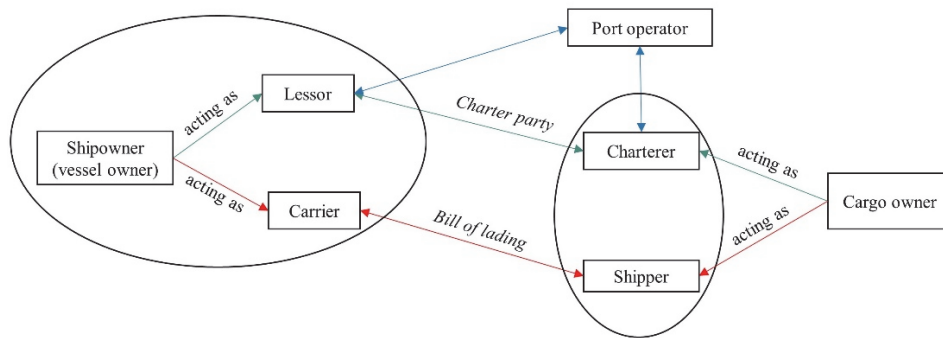 Port operator
Lessor
acting as
Charter party
Shipowner
(vessel owner)
Charterer
acting as
acting as
Carrier
Bill of lading
acting as
Cargo owner
Shipper